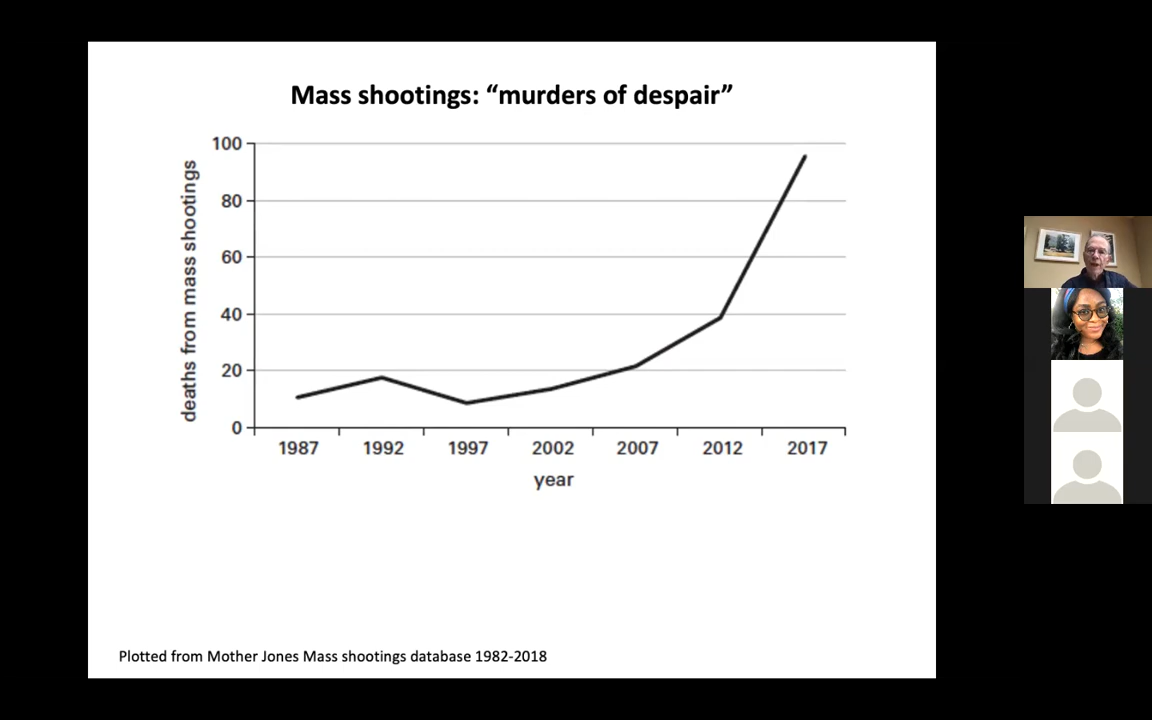 Mass shootings: “murders of despair”
100
80
60
40
20
0
deaths from mass shootings
1987 1992 1997 2002 2007 2012 2017
year
Plotted from Mother Jones Mass shootings database 1982-2018